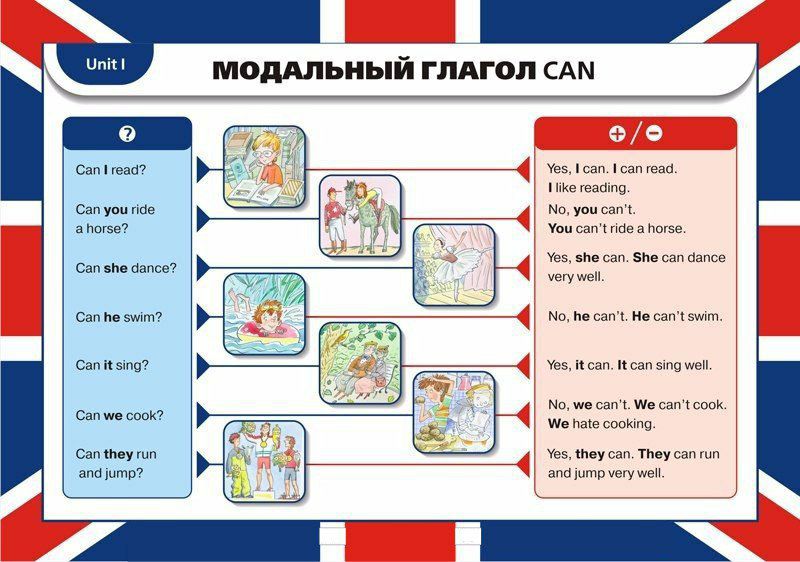 Unit I
МОДАЛЬНЫЙ ГЛАГОЛ CAN
?
+/−
Can I read?
Yes, I can. I can read.
I like reading.
Can you ride
a horse?
No, you can't.
You can't ride a horse.
Can she dance?
Yes, she can. She can dance
very well.
Can he swim?
No, he can't. He can't swim.
Can it sing?
Yes, it can. It can sing well.
Can we cook?
No, we can't. We can't cook.
We hate cooking.
Can they run
and jump?
Yes, they can. They can run
and jump very well.